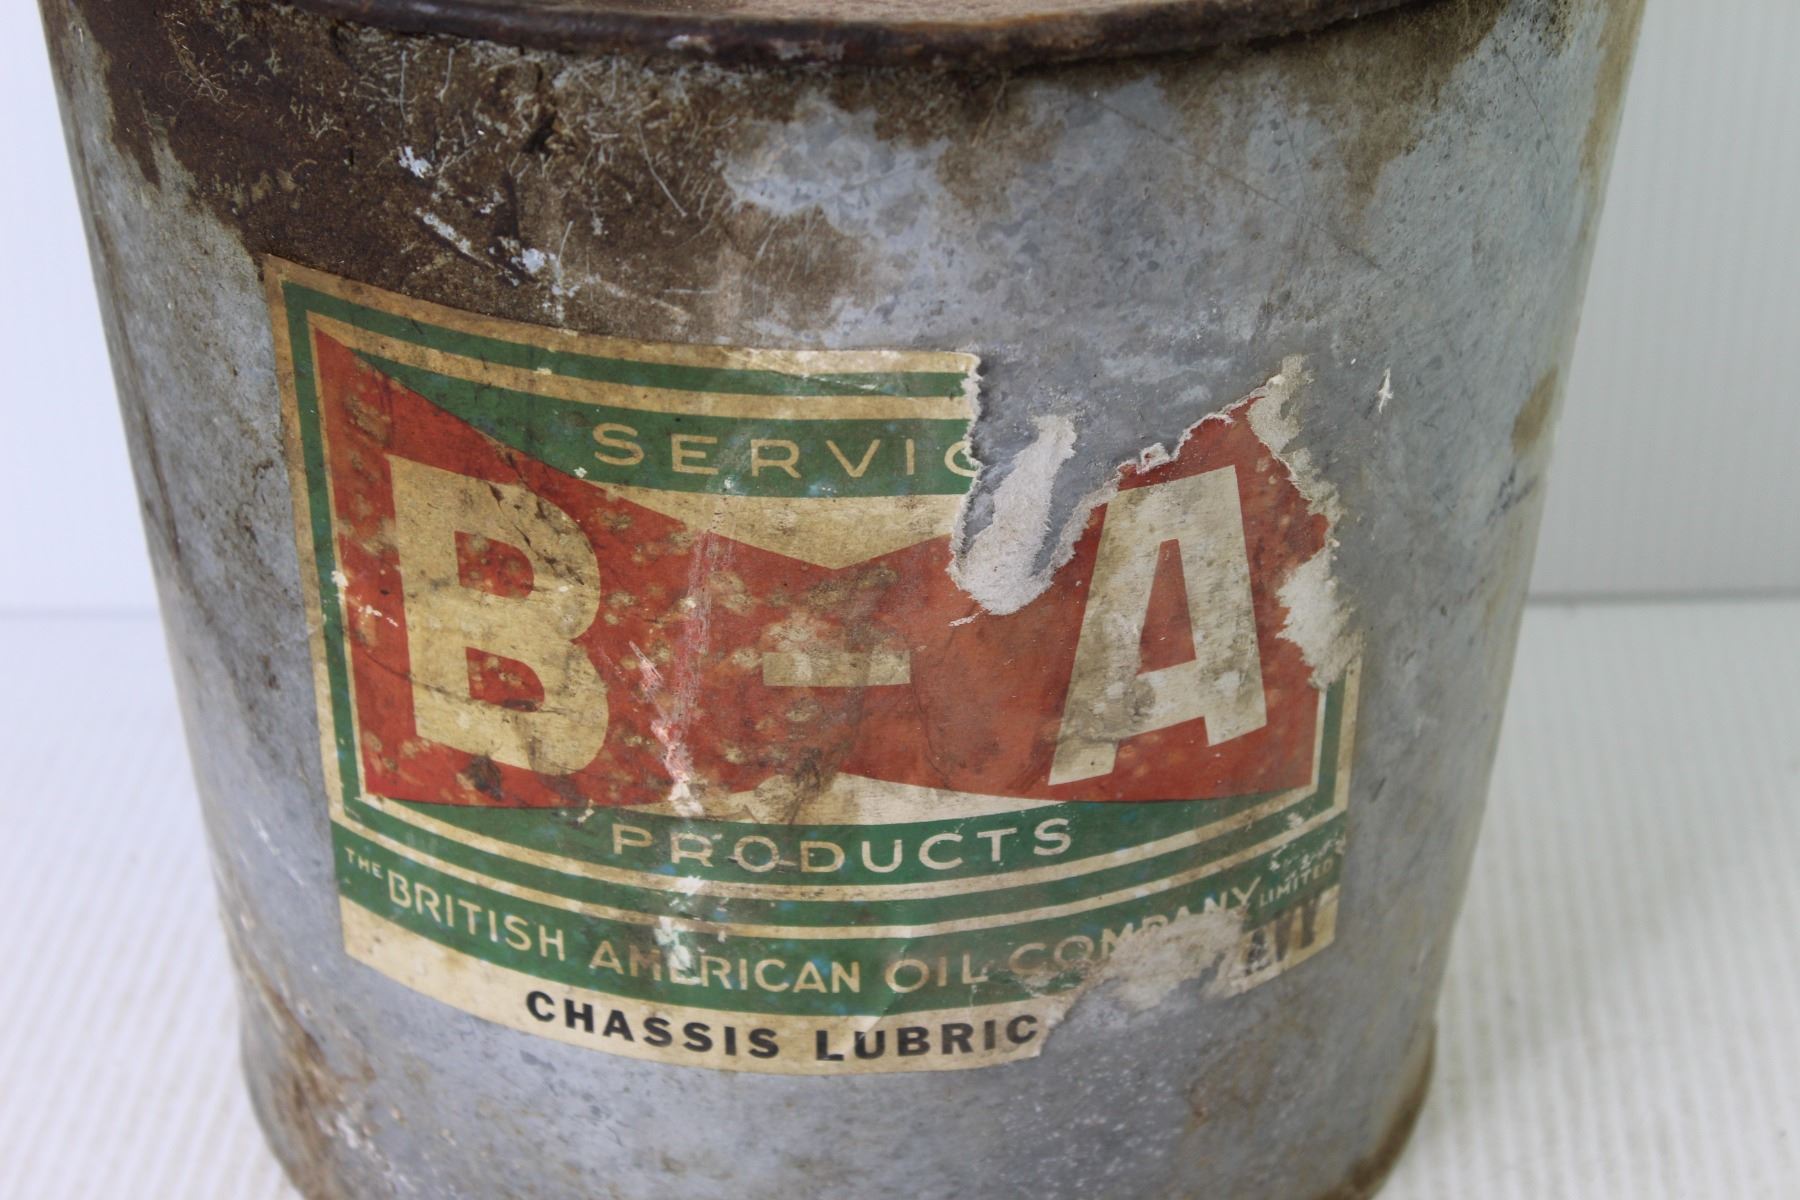 SERVIC
B-A
PRODUCTS
THE BRITISH AMERICAN OIL COMPANY LIMITED
CHASSIS LUBRIC